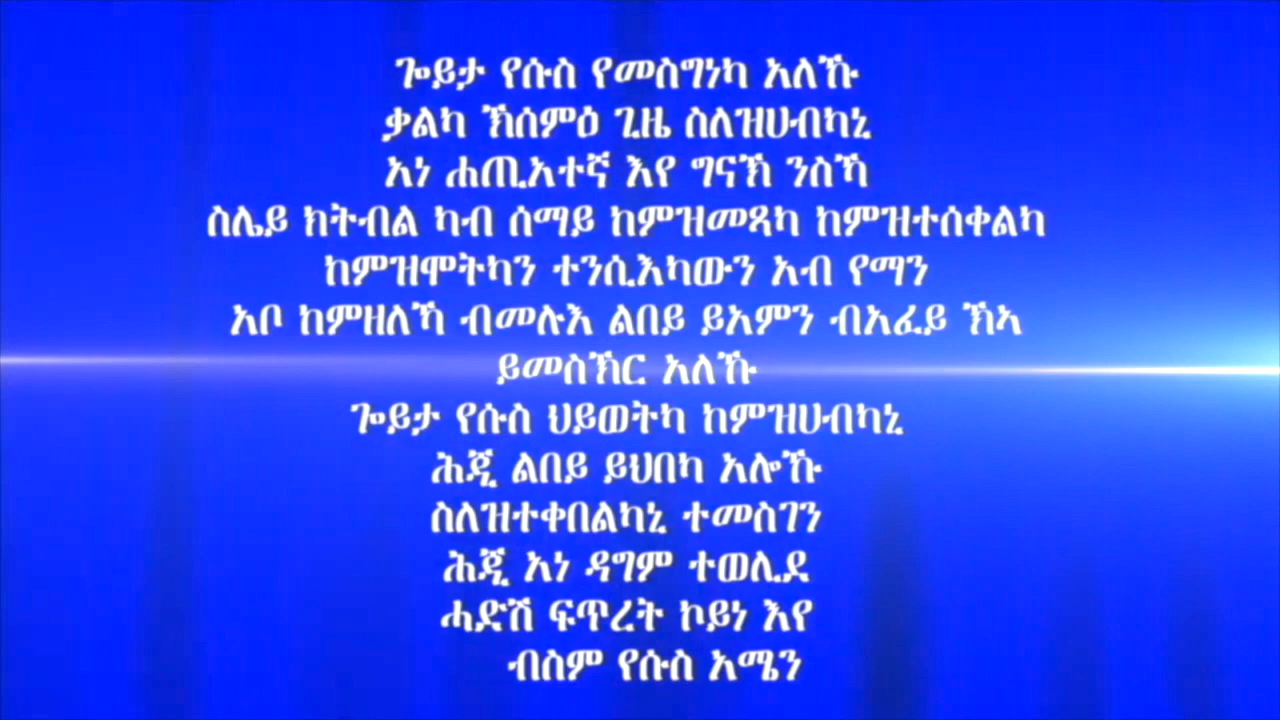 ጐይታ የሱስ የመስግነካ አለኹ
ቃልካ ኽሰምዕ ጊዜ ስለዝሀብካኒ
አነ ሐጢአተኛ እየ ግናኽ ንስኻ
ስሌይ ክትብል ካብ ሰማይ ከምዝመጻካ ከምዝተሰቀልካ
ከምዝሞትካን ተንሲእካውን አብ የማን
አቦ ከምዘለኻ ብመሉእ ልበይ ይአምን ብአፈይ ኽኣ
ይመስኽር አለኹ
ጐይታ የሱስ ህይወትካ ከምዝሀብካኒ
ሕጂ ልበይ ይህበካ አሎኹ
ስለዝተቀበልካኒ ተመስገን
ሕጂ አነ ዳግም ተወሊደ
ሓድሽ ፍጥረት ኮይነ እየ
ብስም የሱስ አሜን